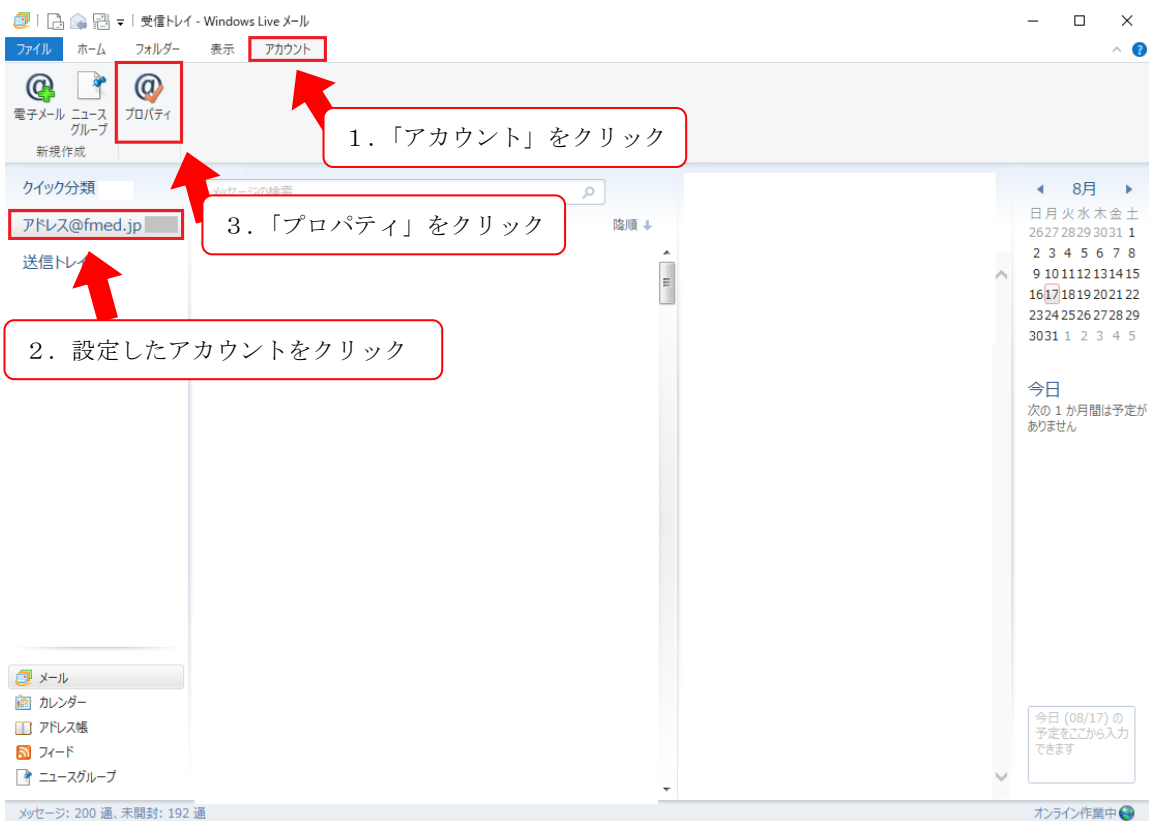 受信トレイ - Windows Live メール
ファイル ホーム フォルダー 表示 アカウント
電子メール ニュース グループ プロパティ
新規作成
1.「アカウント」をクリック
クイック分類
メッセージの検索
アドレス@fmed.jp
3.「プロパティ」をクリック
降順
送信トレイ
2. 設定したアカウントをクリック
8月
日 月 火 水 木 金 土
26 27 28 29 30 31 1
2 3 4 5 6 7 8
9 10 11 12 13 14 15
16 17 18 19 20 21 22
23 24 25 26 27 28 29
30 31 1 2 3 4 5
今日
次の 1 か月間は予定が
ありません
メール
カレンダー
アドレス帳
フィード
ニュースグループ
今日 (08/17) の
予定をここから入力
できます
メッセージ: 200 通、未開封: 192 通
オンライン作業中